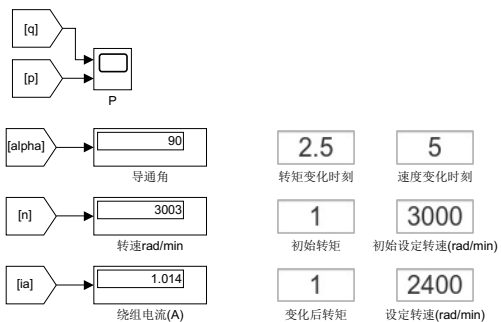 [q]
[p]
P
[alpha]
90
导通角
2.5
转矩变化时刻
5
速度变化时刻
[n]
3003
转速rad/min
1
初始转矩
3000
初始设定转速(rad/min)
[ia]
1.014
绕组电流(A)
1
变化后转矩
2400
设定转速(rad/min)